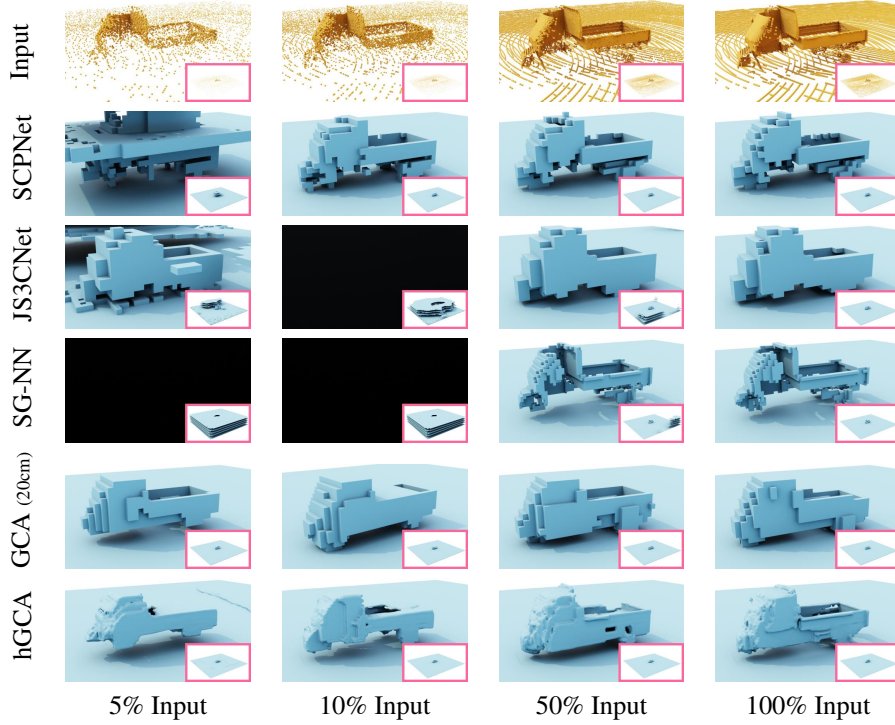 Input
SCPNet
JS3CNet
SG-NN
GCA (20cm)
hGCA
5% Input
10% Input
50% Input
100% Input